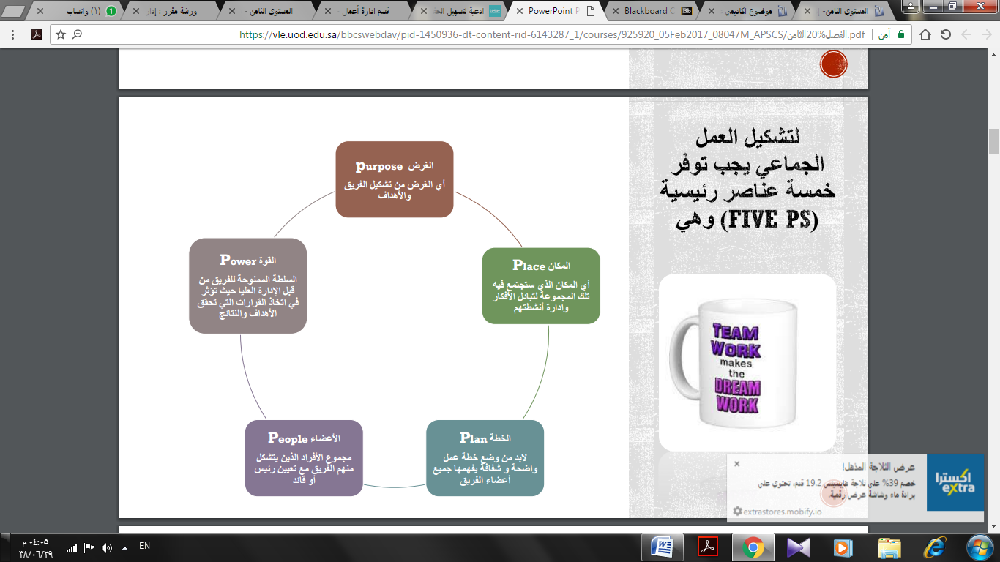 المستوى الثامن-
موضوع اكاديمي
Blackboard C
PowerPoint P
ادعية لتسهيل الحف
قسم ادارة أعمال -
المستوى الثامن -
ورشة مقرر : إدار
(١) واتساب
1
آمن
https://vle.uod.edu.sa/bbcswebdav/pid-1450936-dt-content-rid-6143287_1/courses/925920_05Feb2017_08047M_APSCS/الفصل%20الثامن.pdf
لتشكيل العمل
الجماعي يجب توفر
خمسة عناصر رئيسية
(FIVE PS) وهي
الغرض purpose
أي الغرض من تشكيل الفريق
والأهداف
المكان Place
أي المكان الذي ستجتمع فيه
تلك المجموعة لتبادل الأفكار
وادارة أنشطتهم
الخطة Plan
لابد من وضع خطة عمل
واضحة و شفافة يفهمها جميع
أعضاء الفريق
الأعضاء People
مجموع الأفراد الذين يتشكل
منهم الفريق مع تعيين رئيس
أو قائد
القوة Power
السلطة الممنوحة للفريق من
قبل الإدارة العليا حيث تؤثر
في اتخاذ القرارات التي تحقق
الأهداف والنتائج
TEAM
WORK
makes
the
DREAM
WORK
عرض الثلاجة المذهل!
خصم 39% على ثلاجة هايسينس 19.2 قدم، تحتوي على
برادة ماء وشاشة عرض رقمية.
extrastores.mobify.io
اكسترا
eXtra
EN
٠٤:٠٥ م
٣٨/٠٦/٢٩